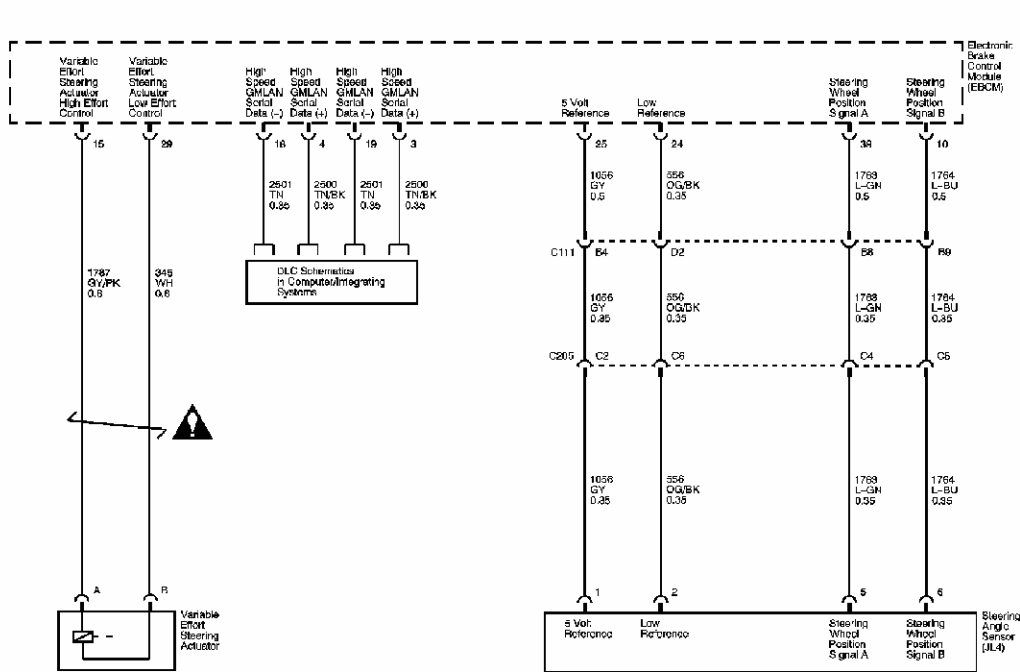 Electronic
Brake
Control
Module
(EBCM)
Variable
Effort
Steering
Actuator
High Effort
Control
Variable
Effort
Steering
Actuator
Low Effort
Control
High
Speed
GMLAN
Serial
Data (–)
High
Speed
GMLAN
Serial
Data (+)
High
Speed
GMLAN
Serial
Data (–)
High
Speed
GMLAN
Serial
Data (+)
5 Volt
Reference
Low
Reference
Steering
Wheel
Position
Signal A
Steering
Wheel
Position
Signal B
15
29
16
4
19
3
25
24
39
10
2501
TN
0.35
2500
TN/BK
0.35
2501
TN
0.35
2500
TN/BK
0.35
1056
GY
0.5
556
OG/BK
0.35
1763
L–GN
0.5
1764
L–BU
0.5
C111
B4
D2
B8
B9
DLC Schematics
in Computer/Integrating
Systems
1787
GY/PK
0.8
345
WH
0.8
1056
GY
0.35
556
OG/BK
0.35
1763
L–GN
0.35
1764
L–BU
0.35
C205
C2
C6
C4
C5
1056
GY
0.35
556
OG/BK
0.35
1763
L–GN
0.35
1764
L–BU
0.35
A
B
1
2
5
6
Variable
Effort
Steering
Actuator
5 Volt
Reference
Low
Reference
Steering
Wheel
Position
Signal A
Steering
Wheel
Position
Signal B
Steering
Angle
Sensor
(JL4)